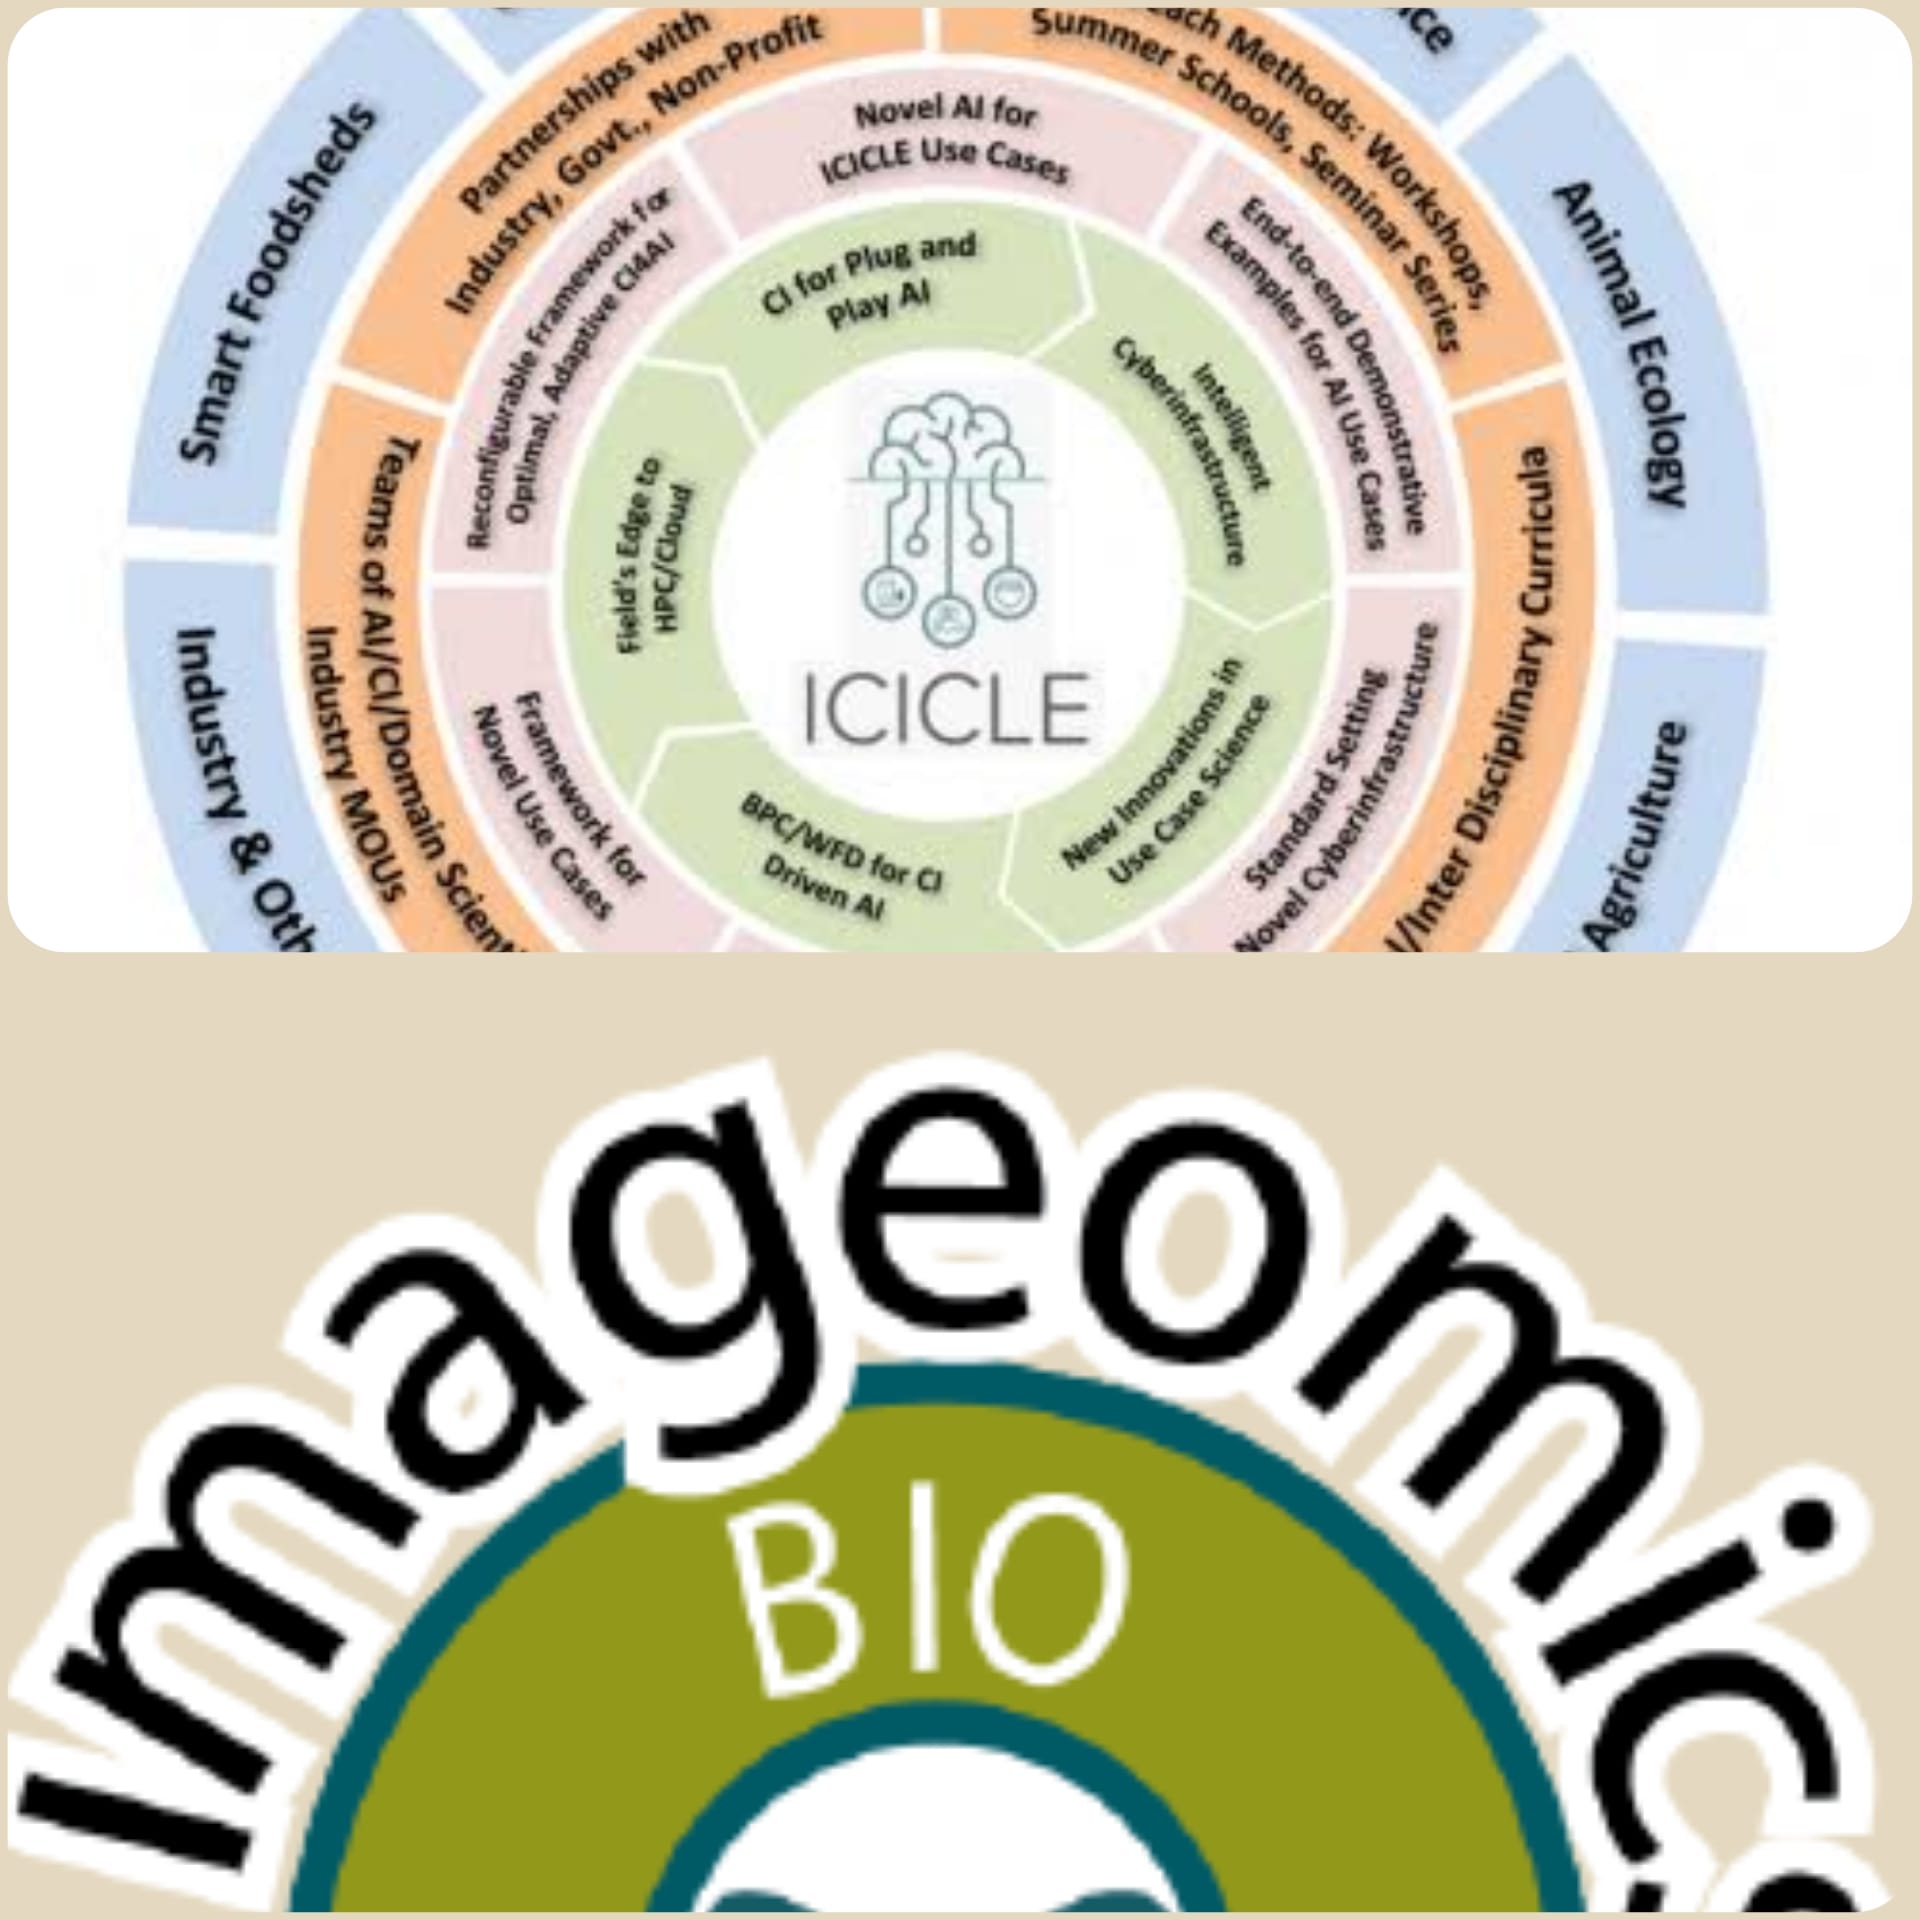 Partnerships with
Industry, Govt., Non-Profit
Methods: Workshops,
Summer Schools, Seminar Series
Smart Foodsheds
Animal Ecology
Novel AI for
ICICLE Use Cases
Reconfigurable Framework for
Optimal, Adaptive CI4AI
End-to-end Demonstrative
Examples for AI Use Cases
CI for Plug and
Play AI
Intelligent
Cyberinfrastructure
Field's Edge to
HPC/Cloud
ICICLE
Teams of AI/CI/Domain
Industry MOUs
Industry &
Framework for
Novel Use Cases
New Innovations in
Use Case Science
Standard Setting
Novel Cyberinfrastructure
/Inter Disciplinary Curricula
Agriculture
BPC/WFD for CI
Driven AI
Imageomics
BIO